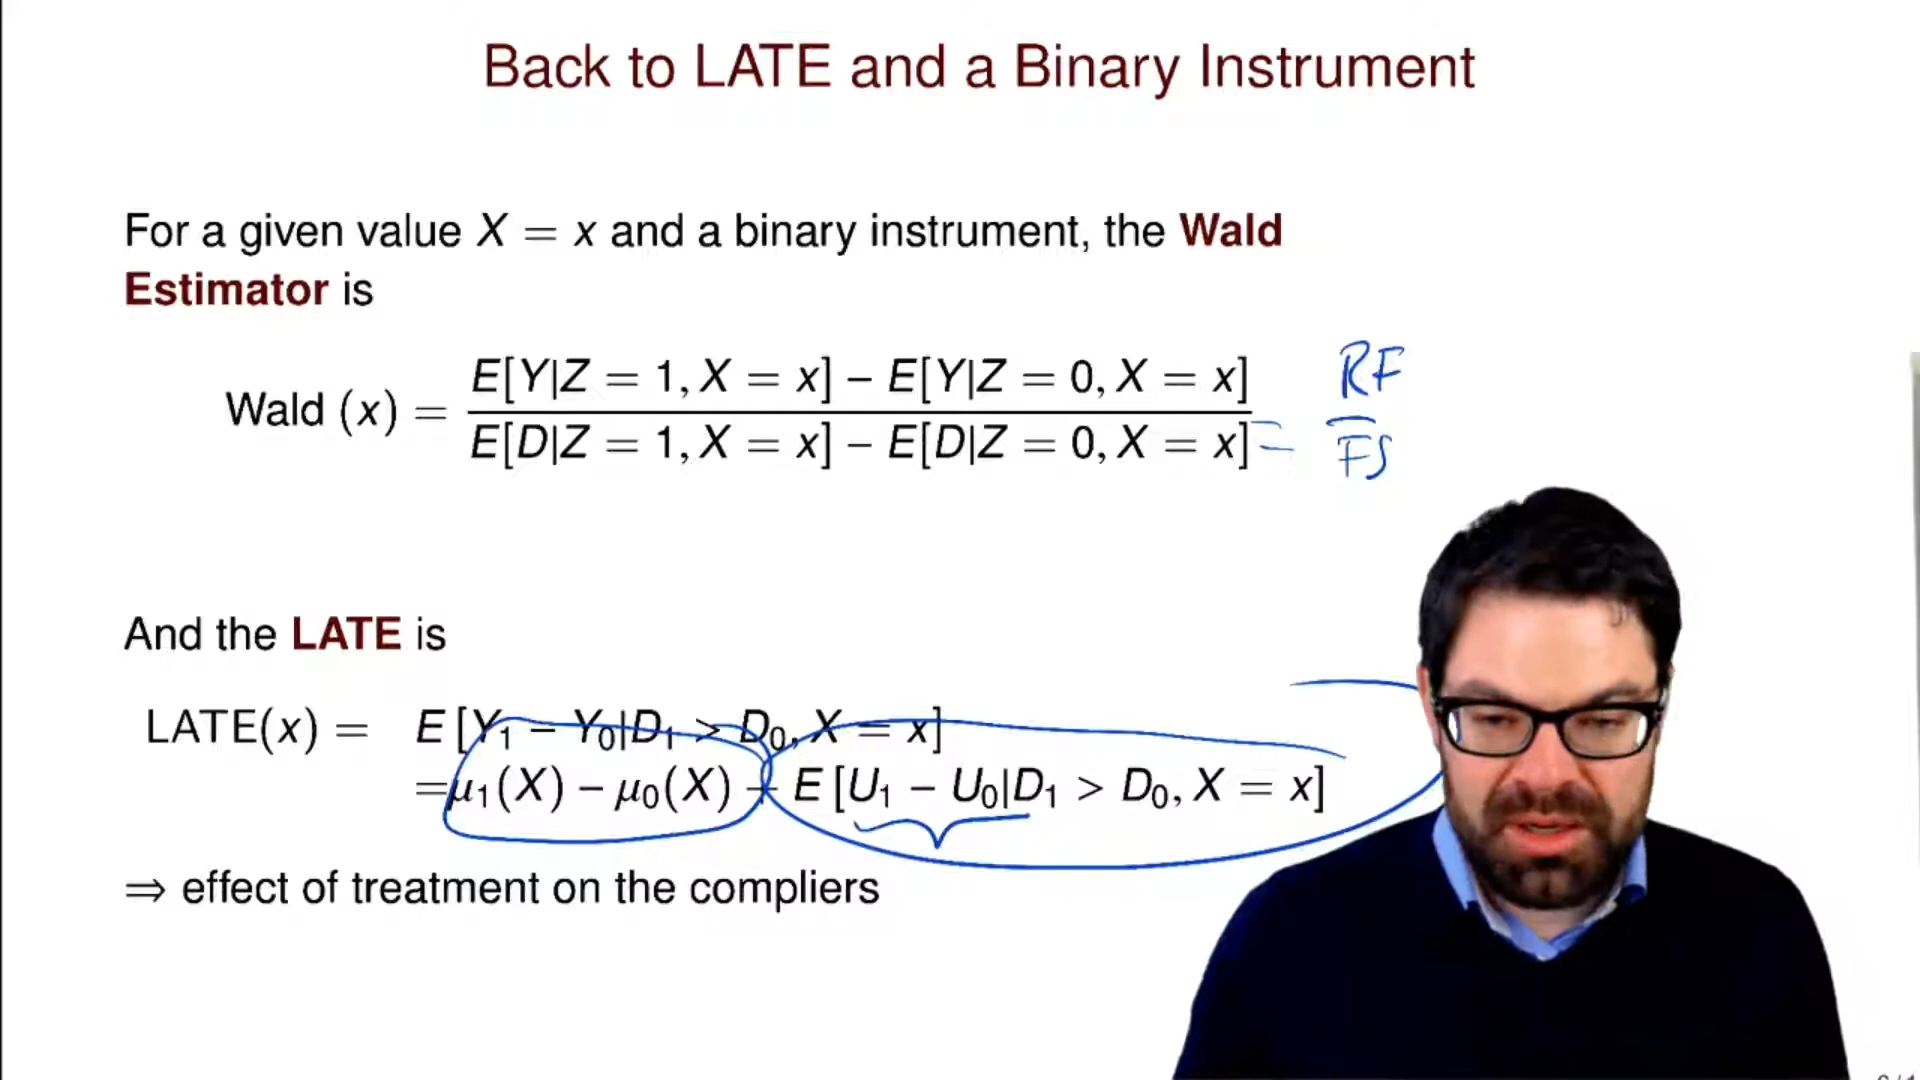 Back to LATE and a Binary Instrument
For a given value X = x and a binary instrument, the Wald
Estimator is
Wald (x) = E[Y|Z = 1, X = x] – E[Y|Z = 0, X = x] / E[D|Z = 1, X = x] – E[D|Z = 0, X = x] = RF / FS
And the LATE is
LATE(x) = E [Y₁ – Y₀|D₁ > D₀, X = x]
=μ₁(X) – μ₀(X) + E [U₁ – U₀|D₁ > D₀, X = x]
⇒ effect of treatment on the compliers